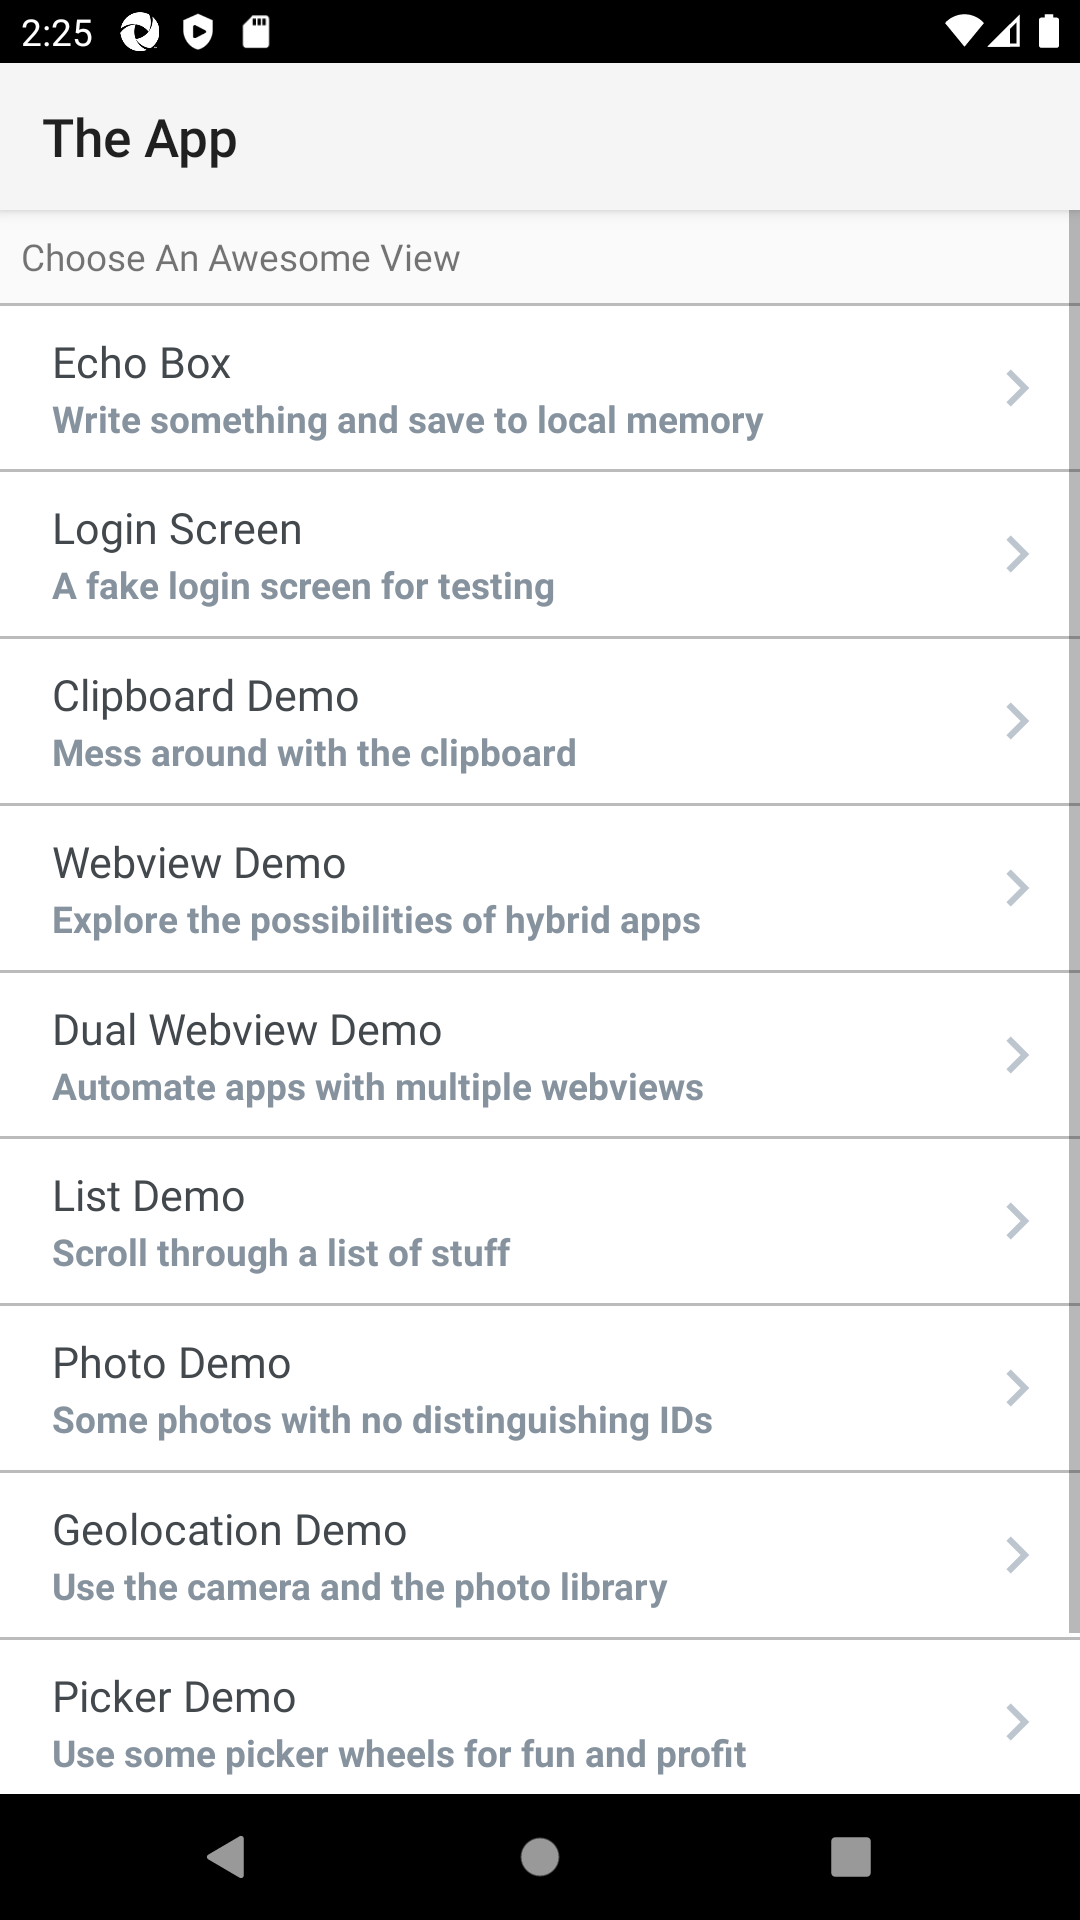 2:25
The App
Choose An Awesome View
Echo Box
Write something and save to local memory
Login Screen
A fake login screen for testing
Clipboard Demo
Mess around with the clipboard
Webview Demo
Explore the possibilities of hybrid apps
Dual Webview Demo
Automate apps with multiple webviews
List Demo
Scroll through a list of stuff
Photo Demo
Some photos with no distinguishing IDs
Geolocation Demo
Use the camera and the photo library
Picker Demo
Use some picker wheels for fun and profit